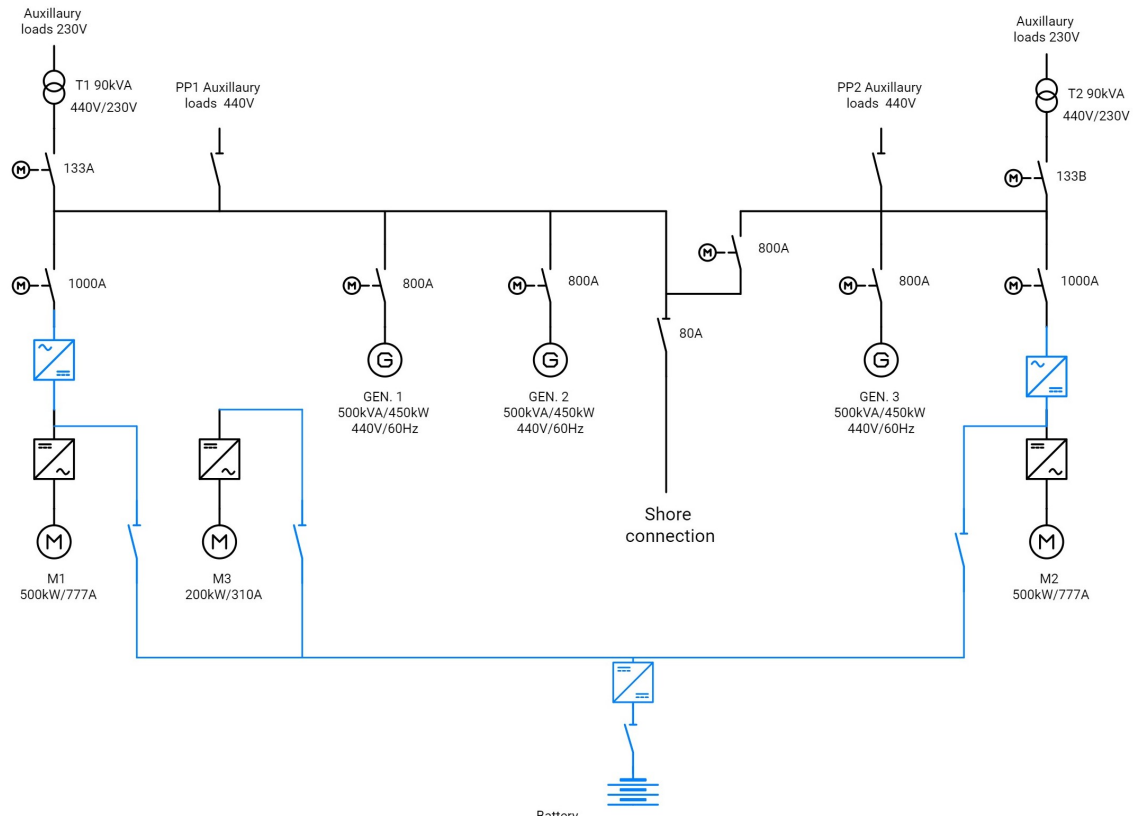 Auxillaury
loads 230V
Auxillaury
loads 230V
T1 90kVA
440V/230V
PP1 Auxillaury
loads 440V
PP2 Auxillaury
loads 440V
T2 90kVA
440V/230V
M
133A
M
133B
M
800A
M
1000A
M
800A
M
800A
M
800A
M
1000A
80A
G
GEN. 1
500kVA/450kW
440V/60Hz
G
GEN. 2
500kVA/450kW
440V/60Hz
G
GEN. 3
500kVA/450kW
440V/60Hz
Shore
connection
M
M1
500kW/777A
M
M3
200kW/310A
M
M2
500kW/777A
Battery